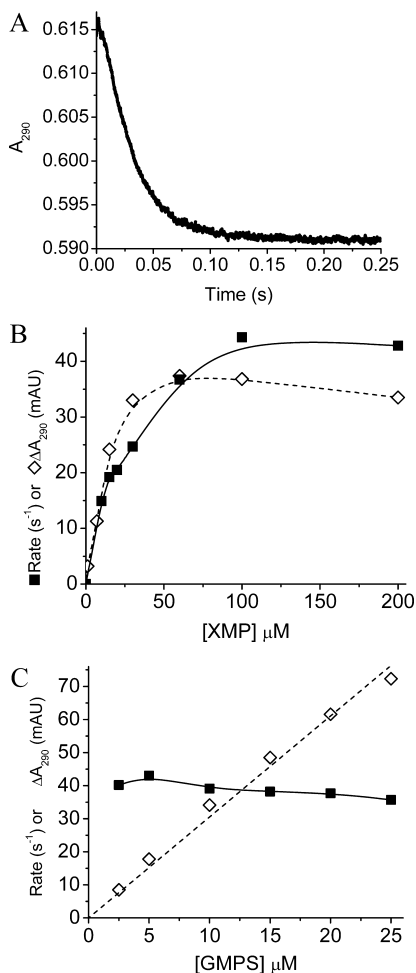 A
0.615
0.610
0.605
0.600
0.595
0.590
A₂₉₀
0.00 0.05 0.10 0.15 0.20 0.25
Time (s)
B
40
30
20
10
0
■Rate (s⁻¹) or ◇ΔA₂₉₀ (mAU)
0 50 100 150 200
[XMP] μM
C
70
60
50
40
30
20
10
0
Rate (s⁻¹) or ΔA₂₉₀ (mAU)
0 5 10 15 20 25
[GMPS] μM